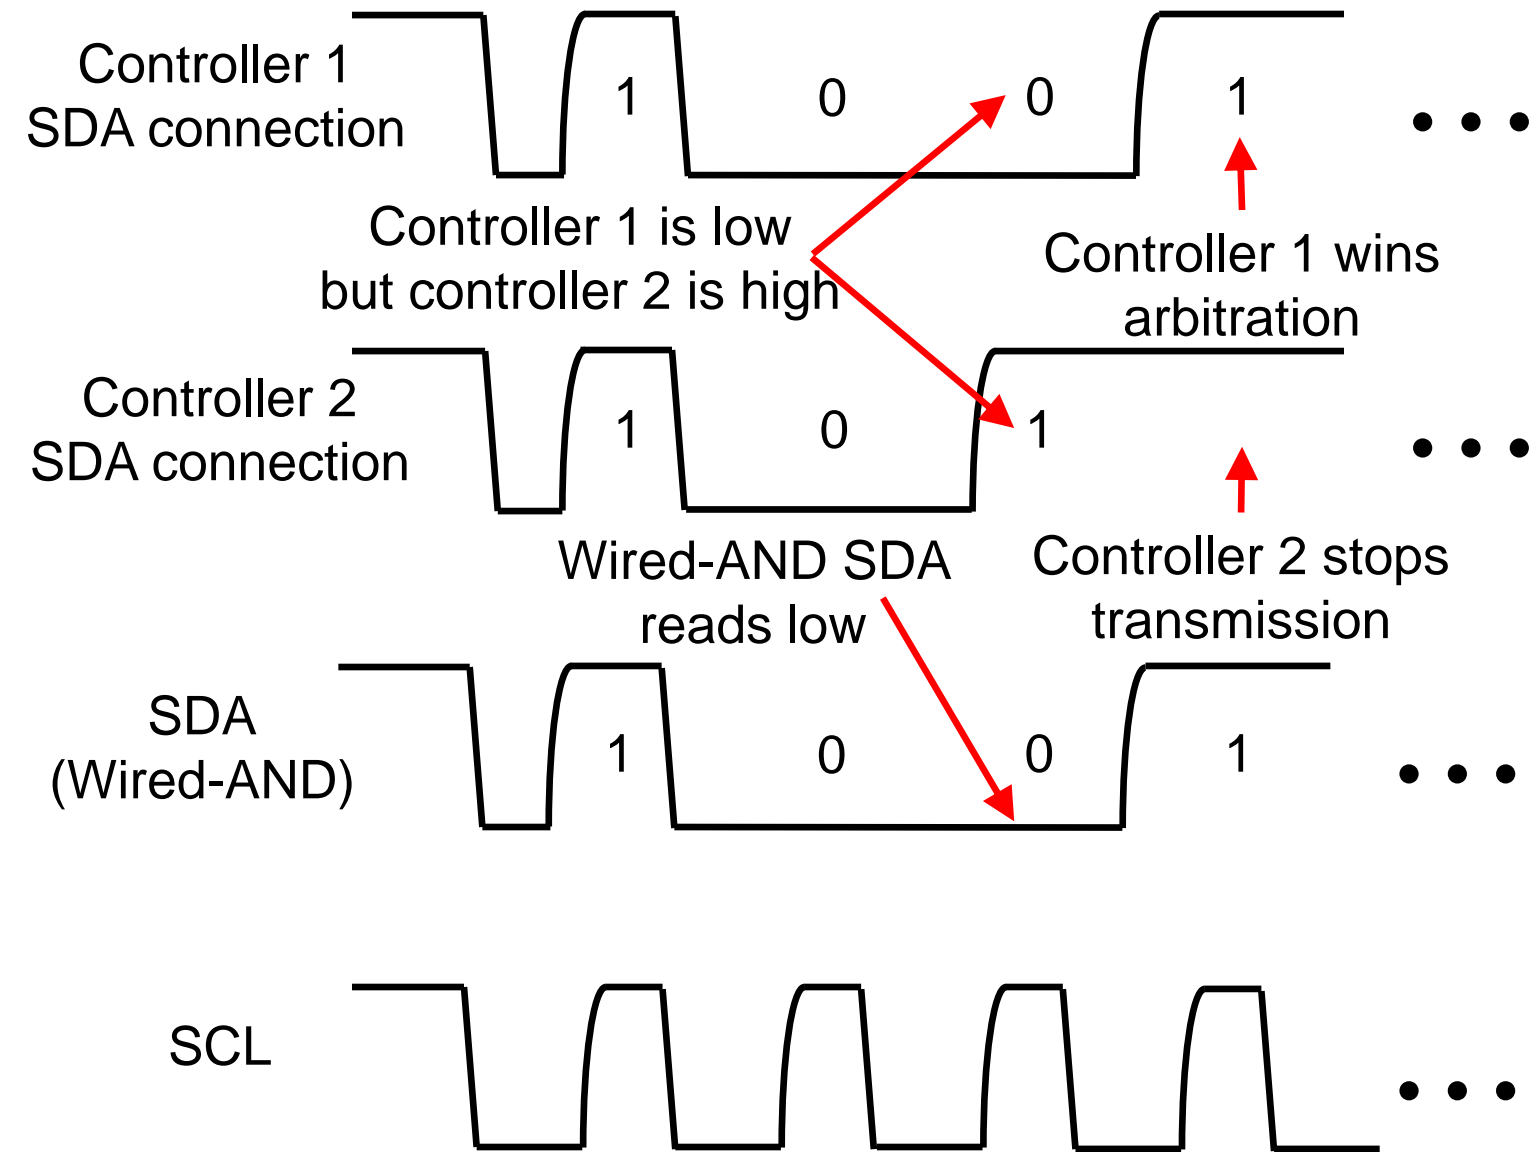 Controller 1
SDA connection
1 0 0 1
Controller 1 is low
but controller 2 is high
Controller 1 wins
arbitration
Controller 2
SDA connection
1 0 1
Wired-AND SDA
reads low
Controller 2 stops
transmission
SDA
(Wired-AND)
1 0 0 1
SCL